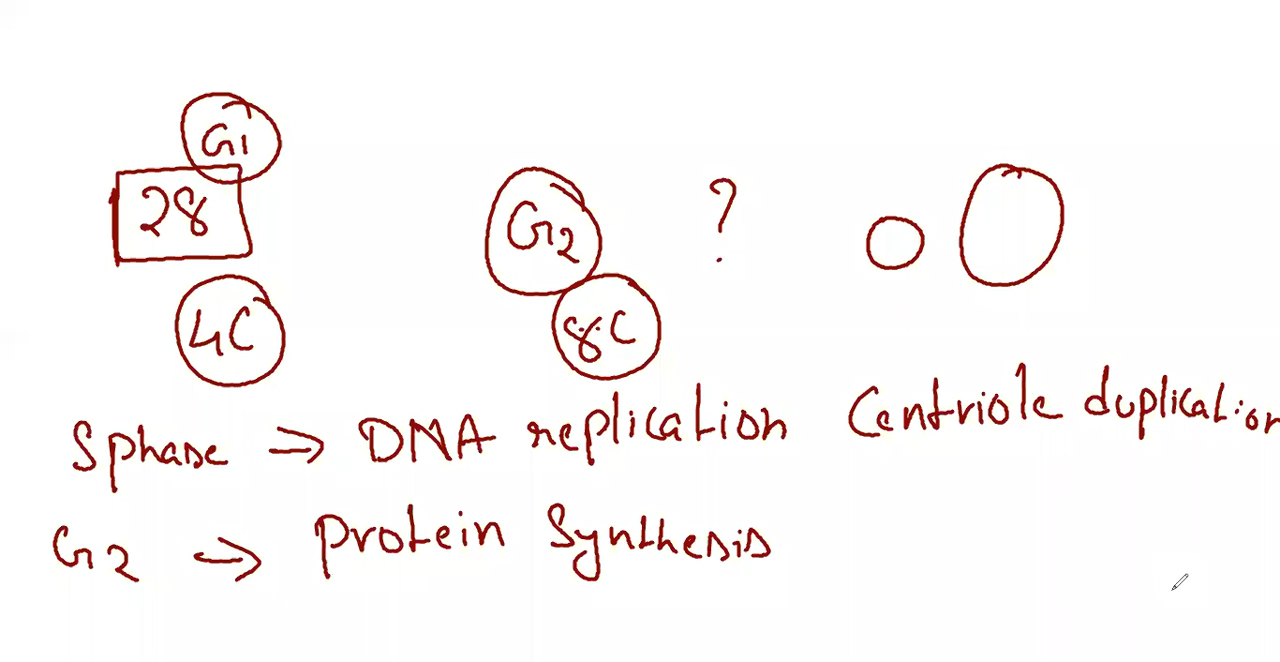 G1
28
G2
?
4C
8C
S phase → DNA replication Centriole duplication
G2 → Protein Synthesis